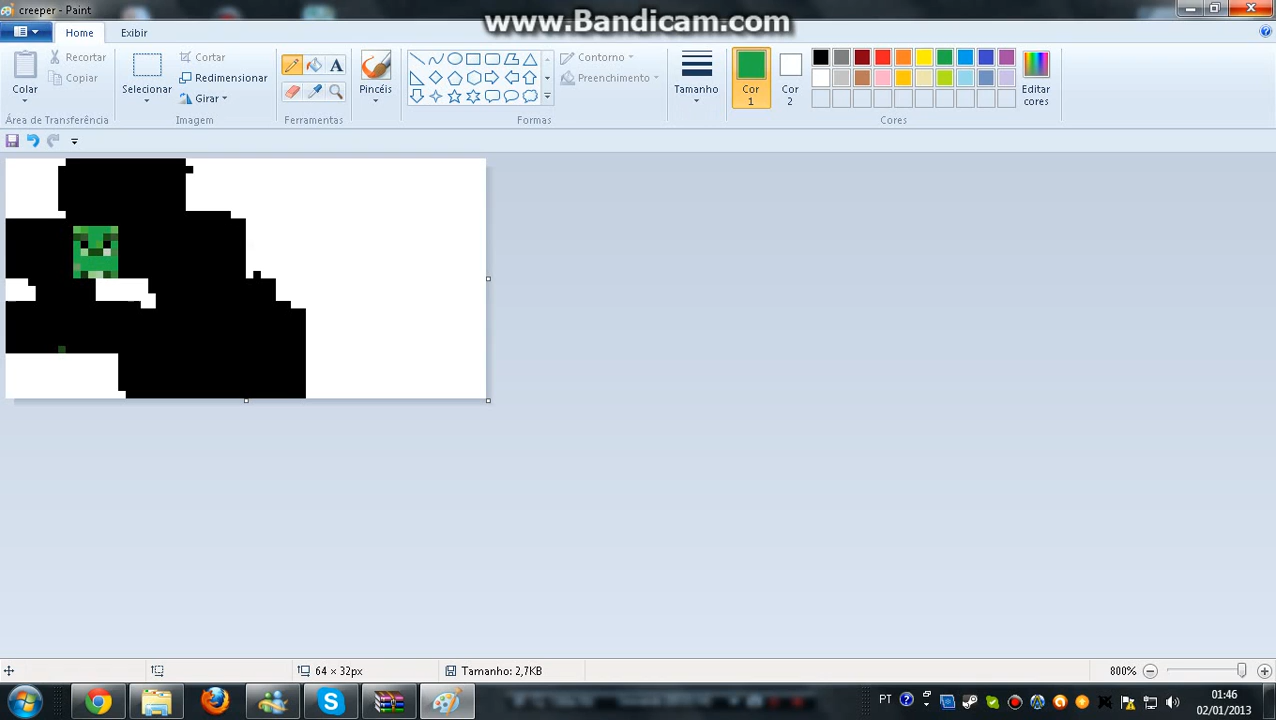 creeper - Paint
www.Bandicam.com
Home
Exibir
Colar
Recortar
Copiar
Área de Transferência
Selecionar
Cortar
Redimensionar
Girar
Imagem
A
Ferramentas
Pincéis
Contorno
Preenchimento
Formas
Tamanho
Cor 1
Cor 2
Cores
Editar cores
64 × 32px
Tamanho: 2,7KB
800%
PT
01:46
02/01/2013